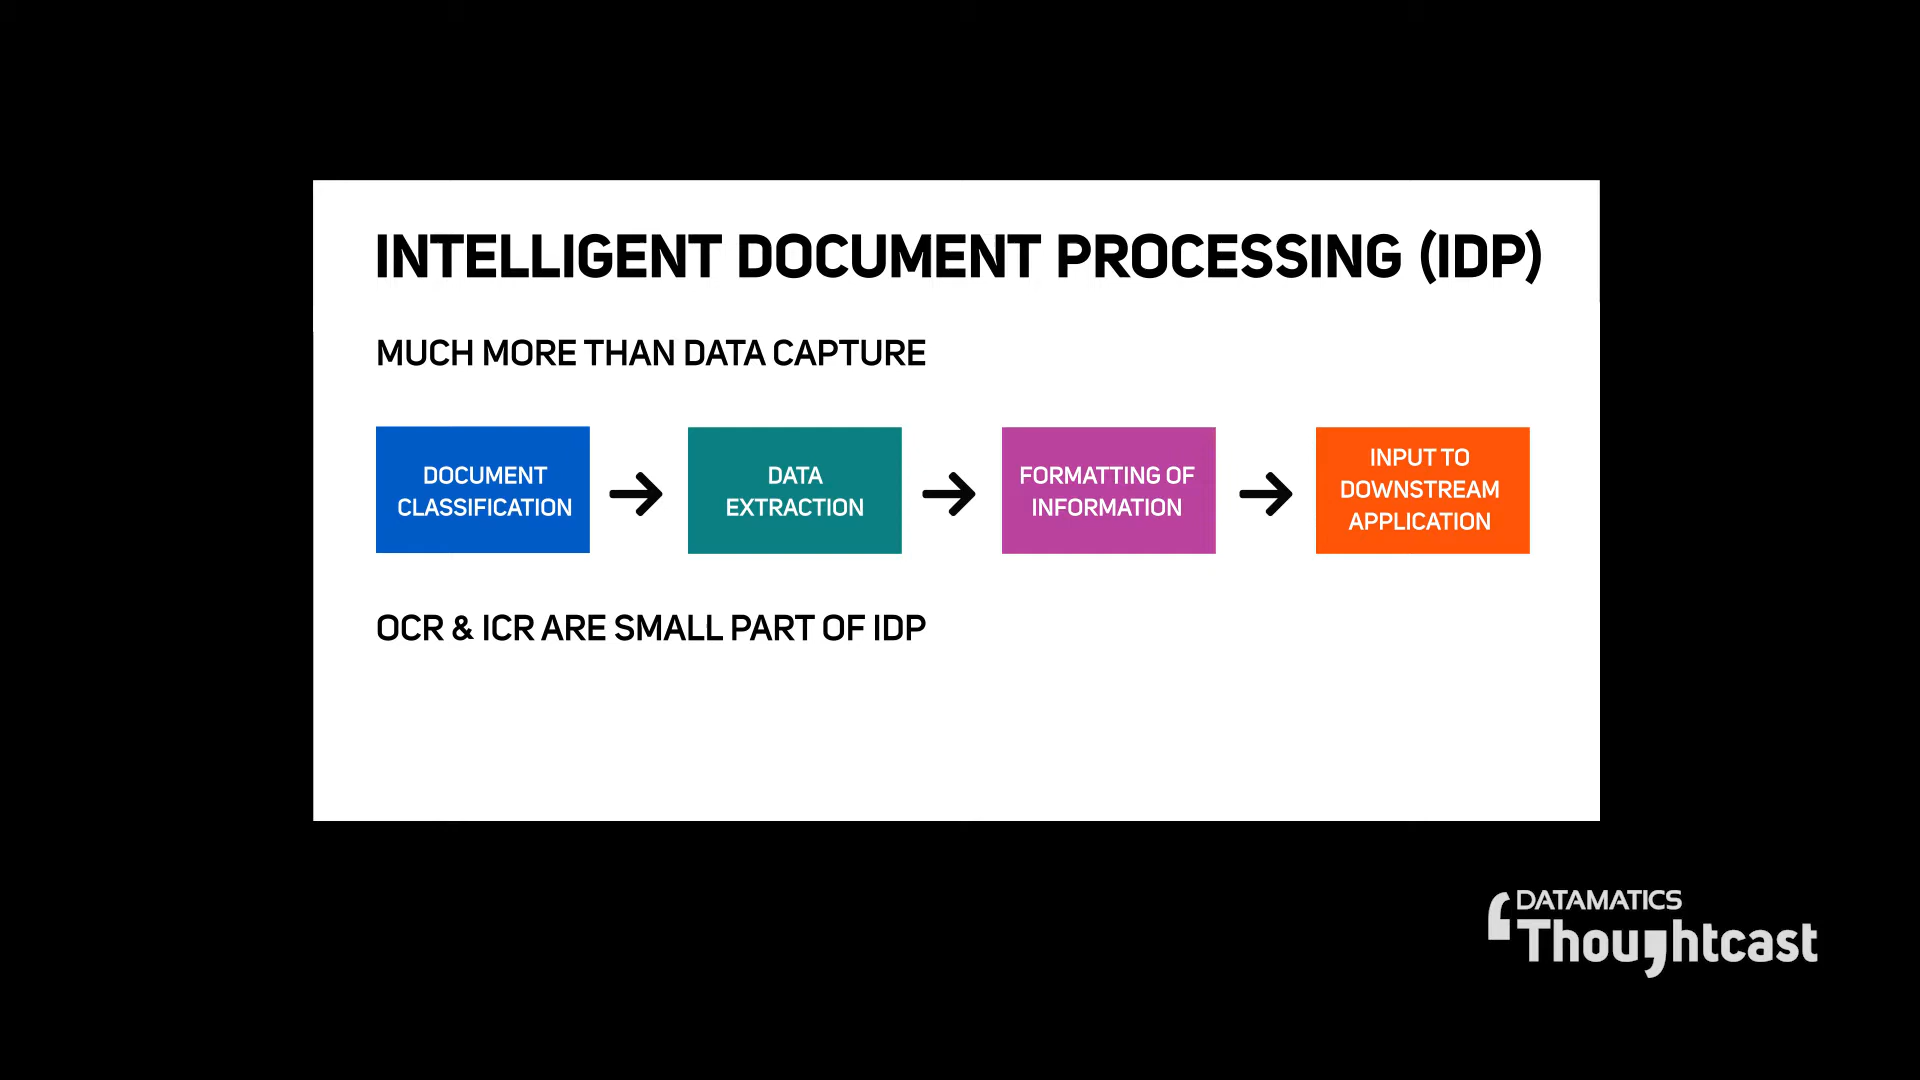 INTELLIGENT DOCUMENT PROCESSING (IDP)
MUCH MORE THAN DATA CAPTURE
DOCUMENT
CLASSIFICATION
DATA
EXTRACTION
FORMATTING OF
INFORMATION
INPUT TO
DOWNSTREAM
APPLICATION
OCR & ICR ARE SMALL PART OF IDP
DATAMATICS
Thoughtcast